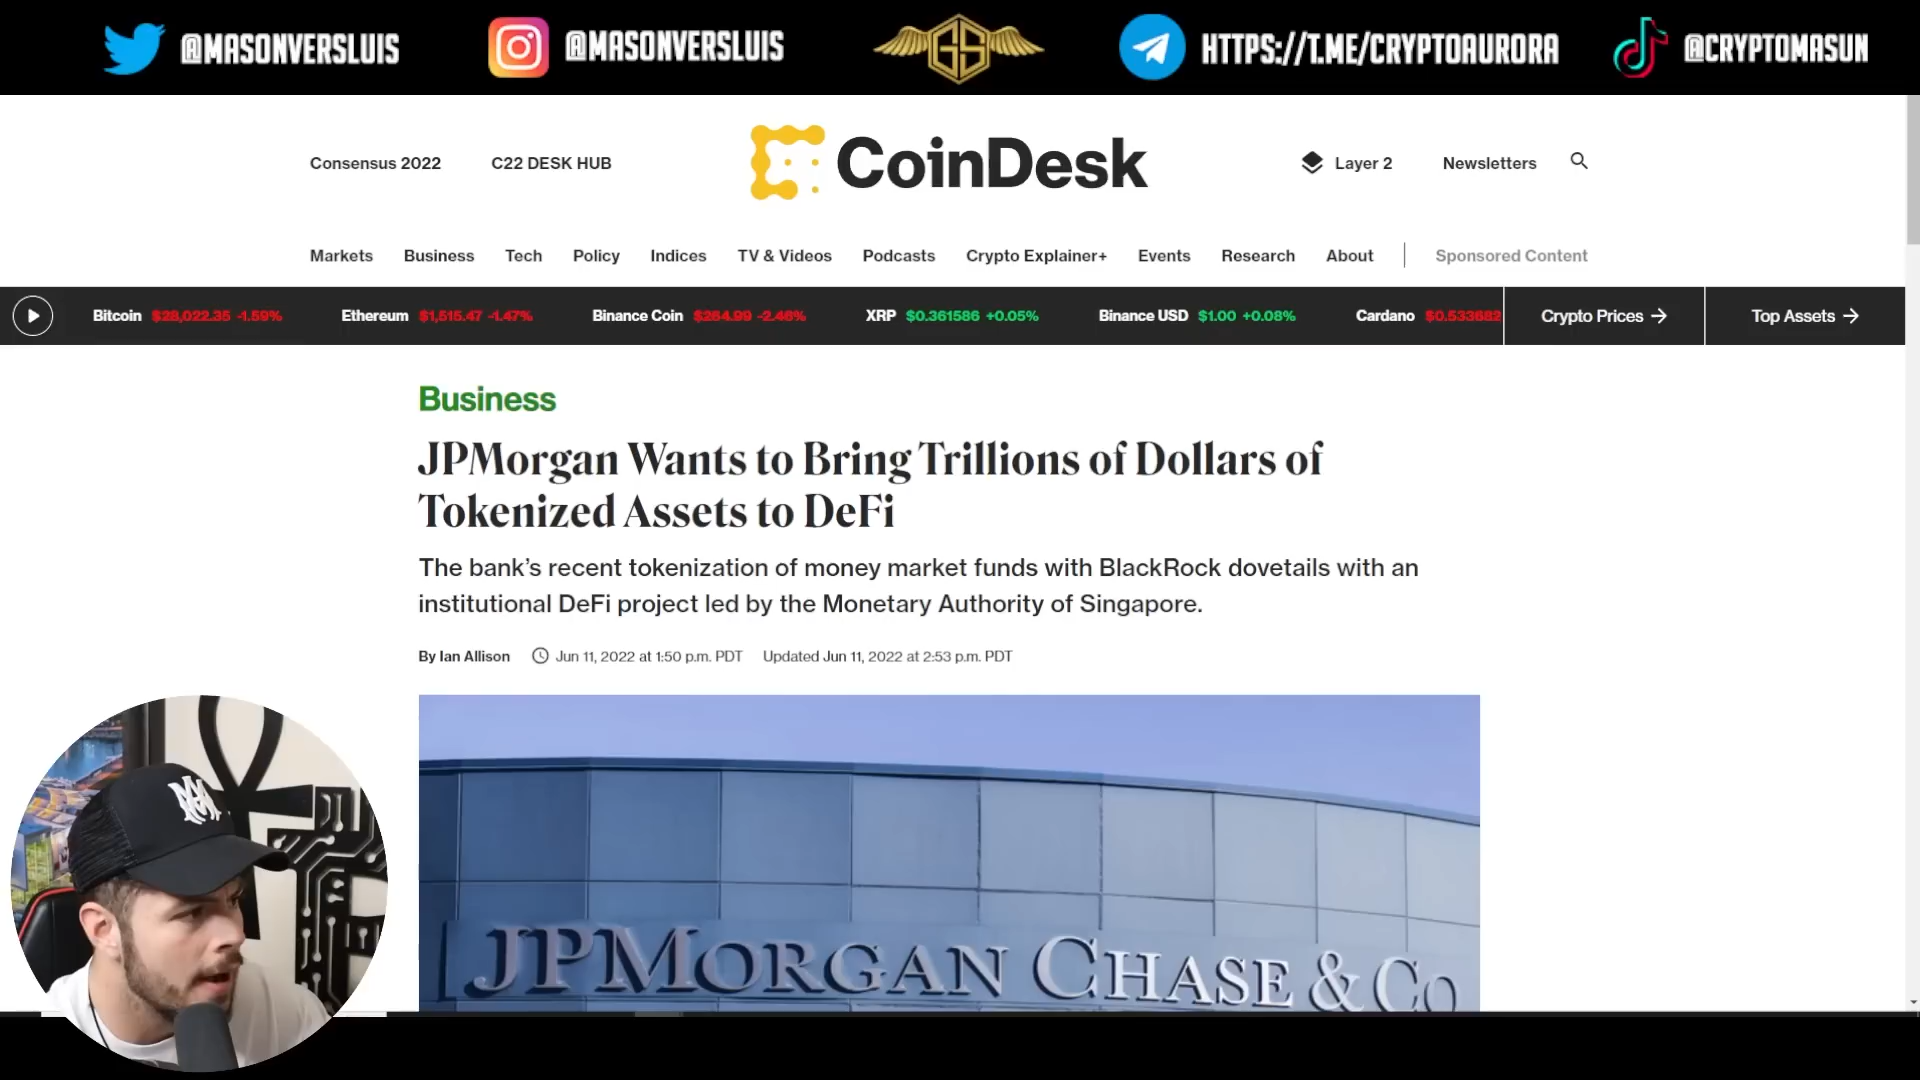 @MASONVERSLUIS
@MASONVERSLUIS
GS
HTTPS://T.ME/CRYPTOAURORA
@CRYPTOMASUN
Consensus 2022
C22 DESK HUB
CoinDesk
Layer 2
Newsletters
Markets
Business
Tech
Policy
Indices
TV & Videos
Podcasts
Crypto Explainer+
Events
Research
About
Sponsored Content
Bitcoin $28,022.35 -1.59%
Ethereum $1,515.47 -1.47%
Binance Coin $264.99 -2.46%
XRP $0.361586 +0.05%
Binance USD $1.00 +0.08%
Cardano $0.533682
Crypto Prices →
Top Assets →
Business
JPMorgan Wants to Bring Trillions of Dollars of
Tokenized Assets to DeFi
The bank's recent tokenization of money market funds with BlackRock dovetails with an
institutional DeFi project led by the Monetary Authority of Singapore.
By Ian Allison
Jun 11, 2022 at 1:50 p.m. PDT
Updated Jun 11, 2022 at 2:53 p.m. PDT
JPMORGAN CHASE & CO